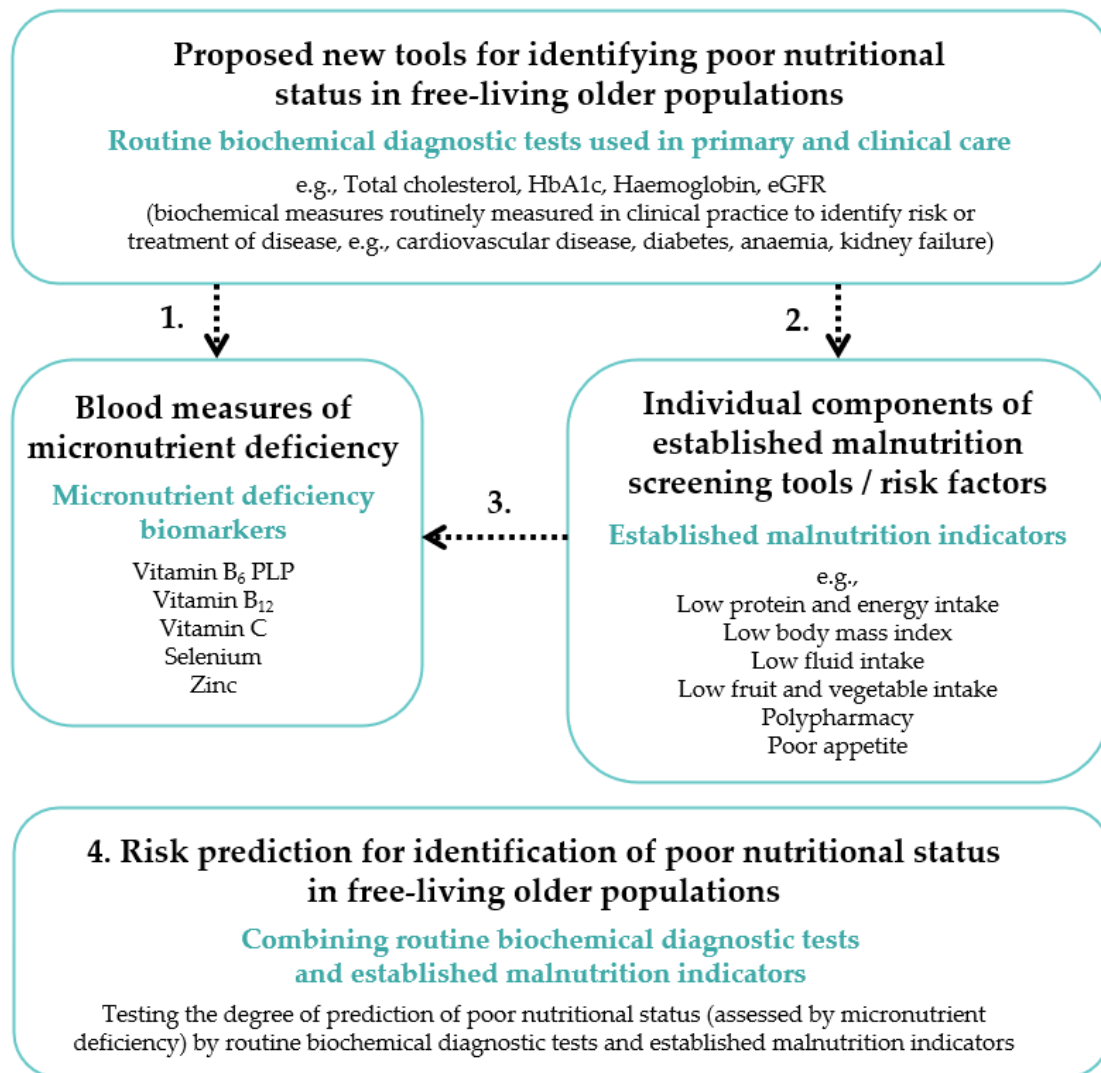 Proposed new tools for identifying poor nutritional
status in free-living older populations
Routine biochemical diagnostic tests used in primary and clinical care
e.g., Total cholesterol, HbA1c, Haemoglobin, eGFR
(biochemical measures routinely measured in clinical practice to identify risk or
treatment of disease, e.g., cardiovascular disease, diabetes, anaemia, kidney failure)
1.
2.
Blood measures of
micronutrient deficiency
Micronutrient deficiency
biomarkers
Vitamin B₆ PLP
Vitamin B₁₂
Vitamin C
Selenium
Zinc
3.
Individual components of
established malnutrition
screening tools / risk factors
Established malnutrition indicators
e.g.,
Low protein and energy intake
Low body mass index
Low fluid intake
Low fruit and vegetable intake
Polypharmacy
Poor appetite
4. Risk prediction for identification of poor nutritional status
in free-living older populations
Combining routine biochemical diagnostic tests
and established malnutrition indicators
Testing the degree of prediction of poor nutritional status (assessed by micronutrient
deficiency) by routine biochemical diagnostic tests and established malnutrition indicators